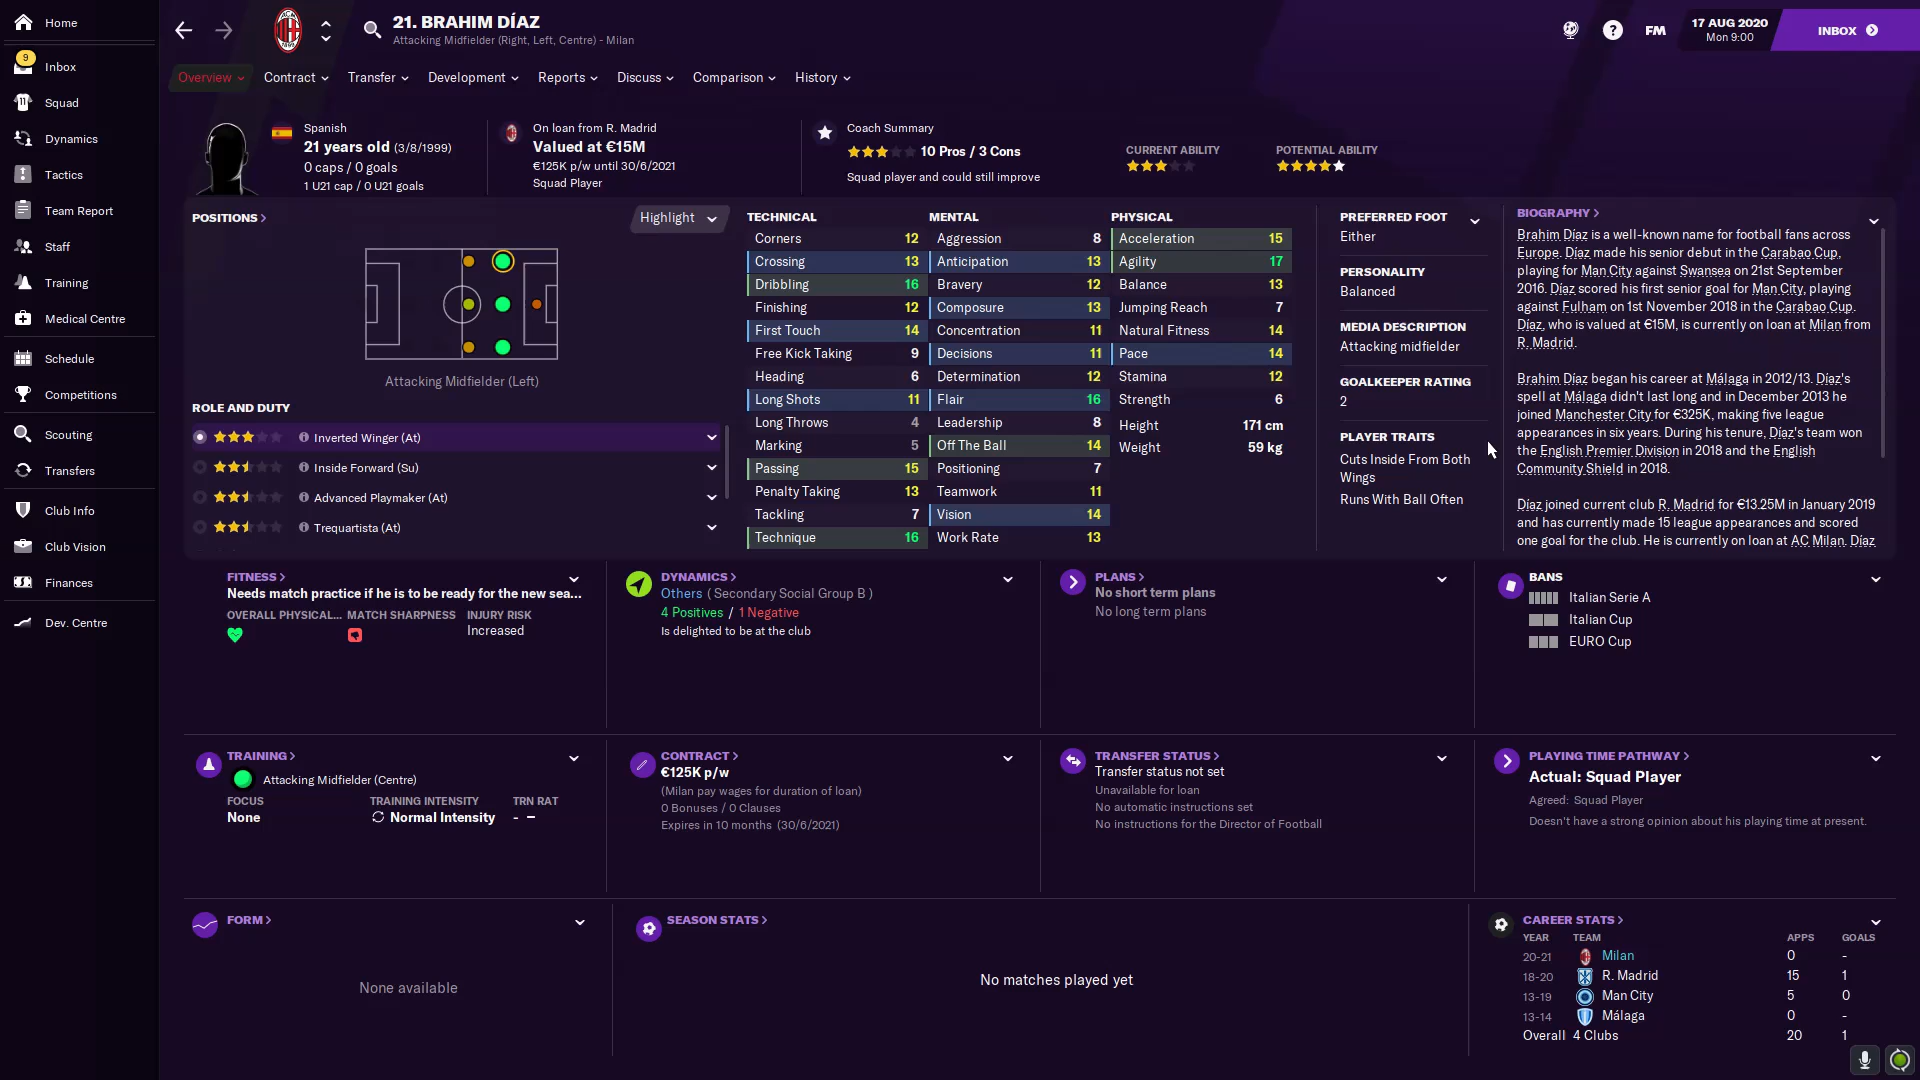 Home
9
Inbox
Squad
Dynamics
Tactics
Team Report
Staff
Training
Medical Centre
Schedule
Competitions
Scouting
Transfers
Club Info
Club Vision
Finances
Dev. Centre
21. BRAHIM DÍAZ
Attacking Midfielder (Right, Left, Centre) - Milan
FM
17 AUG 2020
Mon 9:00
INBOX
Overview
Contract
Transfer
Development
Reports
Discuss
Comparison
History
Spanish
21 years old (3/8/1999)
0 caps / 0 goals
1 U21 cap / 0 U21 goals
On loan from R. Madrid
Valued at €15M
€125K p/w until 30/6/2021
Squad Player
Coach Summary
10 Pros / 3 Cons
Squad player and could still improve
CURRENT ABILITY
POTENTIAL ABILITY
POSITIONS
Highlight
Attacking Midfielder (Left)
ROLE AND DUTY
Inverted Winger (At)
Inside Forward (Su)
Advanced Playmaker (At)
Trequartista (At)
TECHNICAL
Corners 12
Crossing 13
Dribbling 16
Finishing 12
First Touch 14
Free Kick Taking 9
Heading 6
Long Shots 11
Long Throws 4
Marking 5
Passing 15
Penalty Taking 13
Tackling 7
Technique 16
MENTAL
Aggression 8
Anticipation 13
Bravery 12
Composure 13
Concentration 11
Decisions 11
Determination 12
Flair 16
Leadership 8
Off The Ball 14
Positioning 7
Teamwork 11
Vision 14
Work Rate 13
PHYSICAL
Acceleration 15
Agility 17
Balance 13
Jumping Reach 7
Natural Fitness 14
Pace 14
Stamina 12
Strength 6
Height 171 cm
Weight 59 kg
PREFERRED FOOT
Either
PERSONALITY
Balanced
MEDIA DESCRIPTION
Attacking midfielder
GOALKEEPER RATING
2
PLAYER TRAITS
Cuts Inside From Both
Wings
Runs With Ball Often
BIOGRAPHY
Brahim Díaz is a well-known name for football fans across
Europe. Díaz made his senior debut in the Carabao Cup,
playing for Man City against Swansea on 21st September
2016. Díaz scored his first senior goal for Man City, playing
against Fulham on 1st November 2018 in the Carabao Cup.
Díaz, who is valued at €15M, is currently on loan at Milan from
R. Madrid.
Brahim Díaz began his career at Málaga in 2012/13. Díaz's
spell at Málaga didn't last long and in December 2013 he
joined Manchester City for €325K, making five league
appearances in six years. During his tenure, Díaz's team won
the English Premier Division in 2018 and the English
Community Shield in 2018.
Díaz joined current club R. Madrid for €13.25M in January 2019
and has currently made 15 league appearances and scored
one goal for the club. He is currently on loan at AC Milan. Díaz
FITNESS
Needs match practice if he is to be ready for the new sea...
OVERALL PHYSICAL... MATCH SHARPNESS INJURY RISK
Increased
DYNAMICS
Others ( Secondary Social Group B )
4 Positives / 1 Negative
Is delighted to be at the club
PLANS
No short term plans
No long term plans
BANS
Italian Serie A
Italian Cup
EURO Cup
TRAINING
Attacking Midfielder (Centre)
FOCUS TRAINING INTENSITY TRN RAT
None Normal Intensity - –
CONTRACT
€125K p/w
(Milan pay wages for duration of loan)
0 Bonuses / 0 Clauses
Expires in 10 months (30/6/2021)
TRANSFER STATUS
Transfer status not set
Unavailable for loan
No automatic instructions set
No instructions for the Director of Football
PLAYING TIME PATHWAY
Actual: Squad Player
Agreed: Squad Player
Doesn't have a strong opinion about his playing time at present.
FORM
None available
SEASON STATS
No matches played yet
CAREER STATS
YEAR TEAM APPS GOALS
20-21 Milan 0 -
18-20 R. Madrid 15 1
13-19 Man City 5 0
13-14 Málaga 0 -
Overall 4 Clubs 20 1